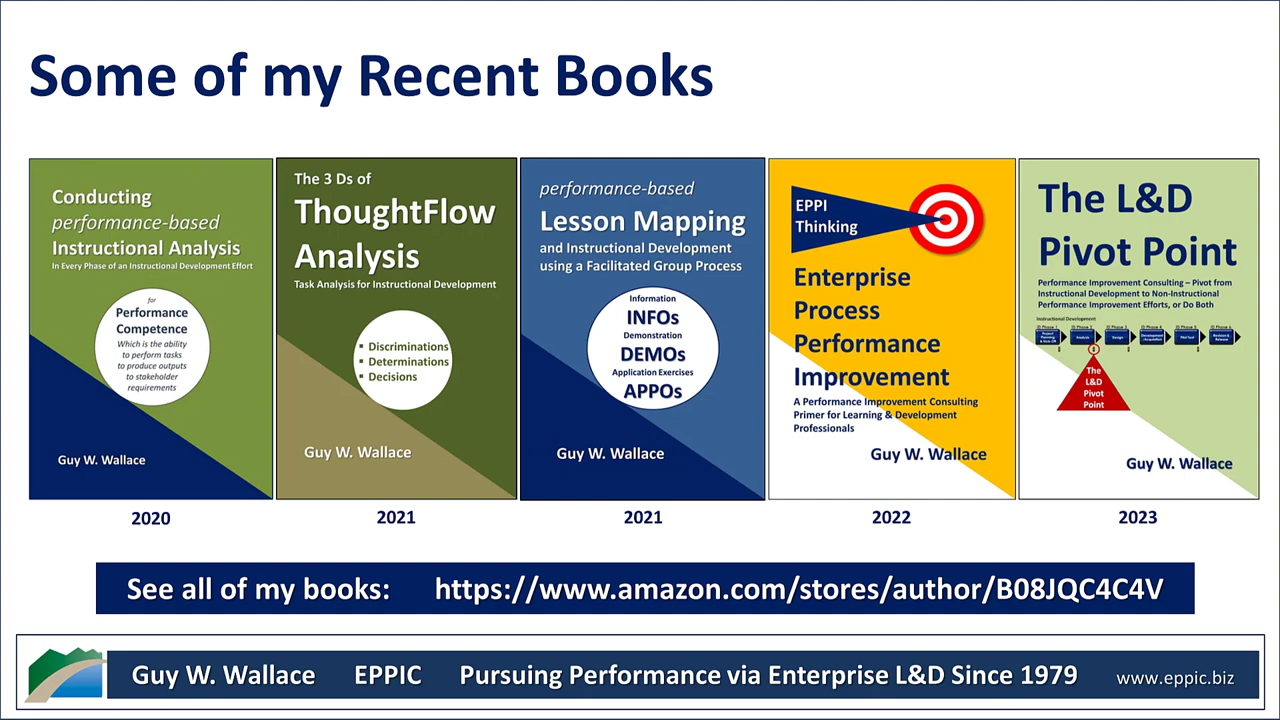 Some of my Recent Books
Conducting
performance-based
Instructional Analysis
In Every Phase of an Instructional Development Effort
for
Performance
Competence
Which is the ability
to perform tasks
to produce outputs
to stakeholder
requirements
Guy W. Wallace
2020
The 3 Ds of
ThoughtFlow
Analysis
Task Analysis for Instructional Development
▪ Discriminations
▪ Determinations
▪ Decisions
Guy W. Wallace
2021
performance-based
Lesson Mapping
and Instructional Development
using a Facilitated Group Process
Information
INFOs
Demonstration
DEMOs
Application Exercises
APPOs
Guy W. Wallace
2021
EPPI
Thinking
Enterprise
Process
Performance
Improvement
A Performance Improvement Consulting
Primer for Learning & Development
Professionals
Guy W. Wallace
2022
The L&D
Pivot Point
Performance Improvement Consulting – Pivot from
Instructional Development to Non-Instructional
Performance Improvement Efforts, or Do Both
Instructional Development
The
L&D
Pivot
Point
Guy W. Wallace
2023
See all of my books: https://www.amazon.com/stores/author/B08JQC4C4V
Guy W. Wallace EPPIC Pursuing Performance via Enterprise L&D Since 1979 www.eppic.biz